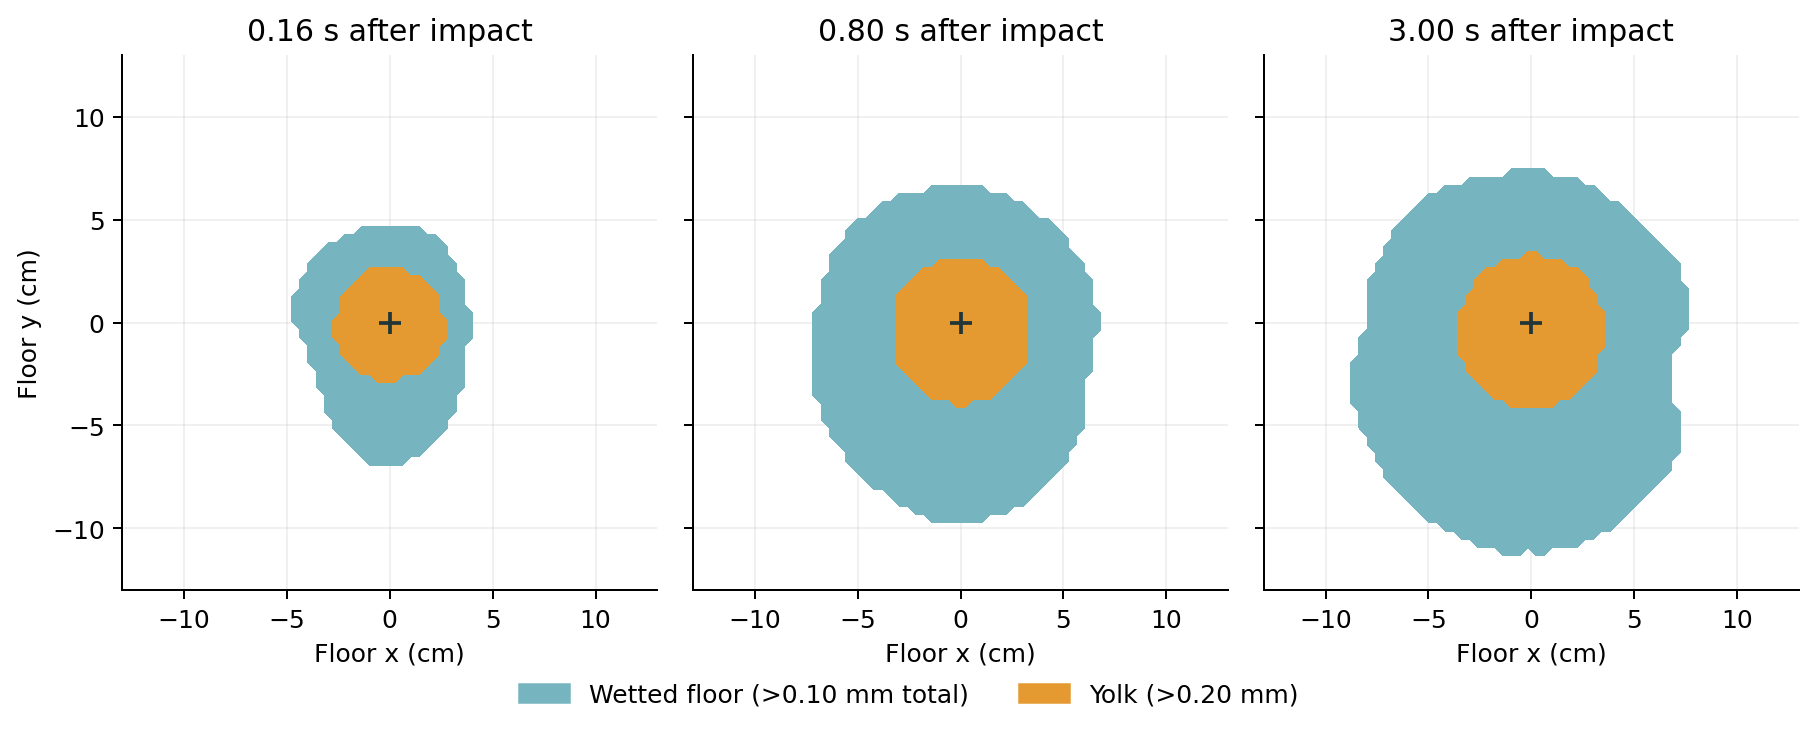 0.16 s after impact
0.80 s after impact
3.00 s after impact
Floor y (cm)
10
5
0
−5
−10
−10 −5 0 5 10
−10 −5 0 5 10
−10 −5 0 5 10
Floor x (cm)
Floor x (cm)
Floor x (cm)
Wetted floor (>0.10 mm total)
Yolk (>0.20 mm)